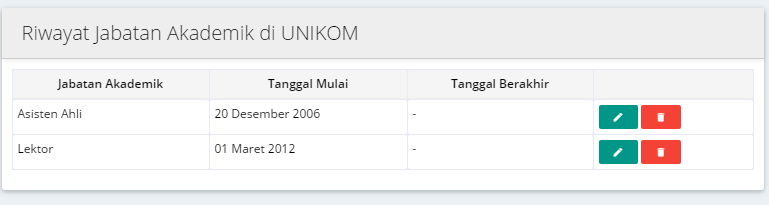 Riwayat Jabatan Akademik di UNIKOM
Jabatan Akademik Tanggal Mulai Tanggal Berakhir
Asisten Ahli 20 Desember 2006 -
Lektor 01 Maret 2012 -